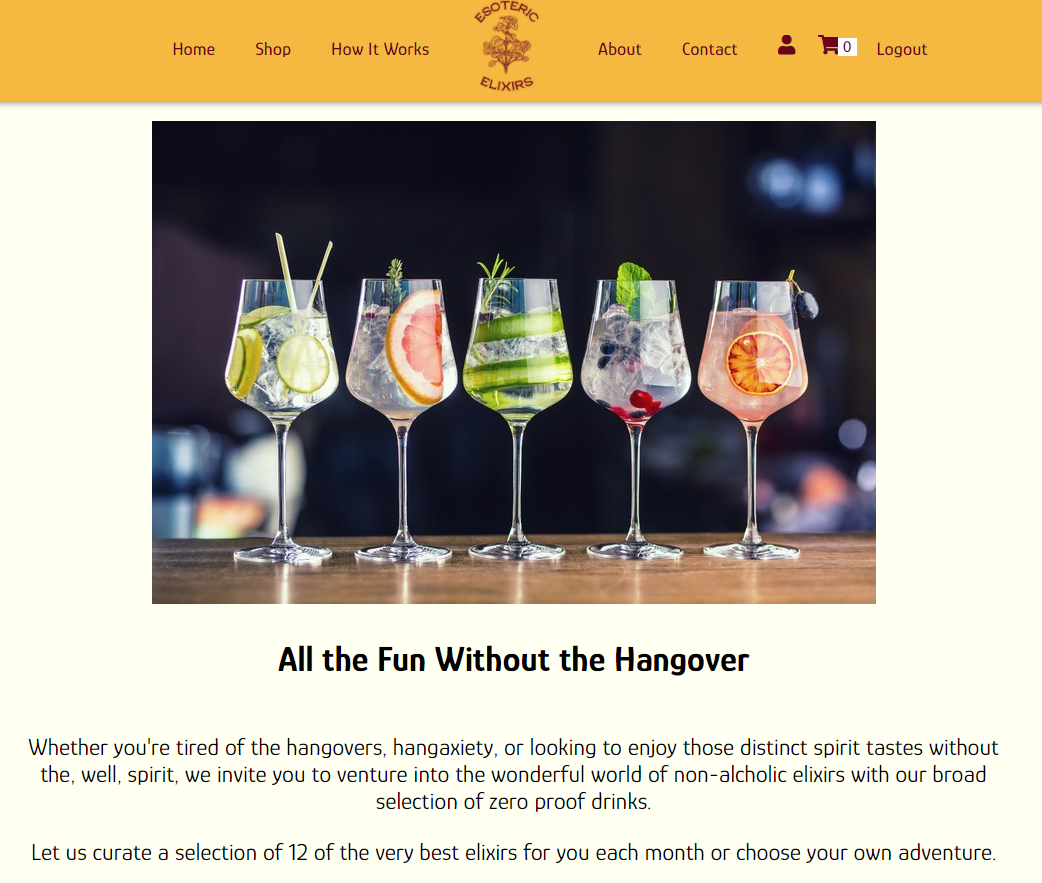 Home Shop How It Works ESOTERIC ELIXIRS About Contact 0 Logout
All the Fun Without the Hangover
Whether you're tired of the hangovers, hangaxiety, or looking to enjoy those distinct spirit tastes without
the, well, spirit, we invite you to venture into the wonderful world of non-alcholic elixirs with our broad
selection of zero proof drinks.
Let us curate a selection of 12 of the very best elixirs for you each month or choose your own adventure.